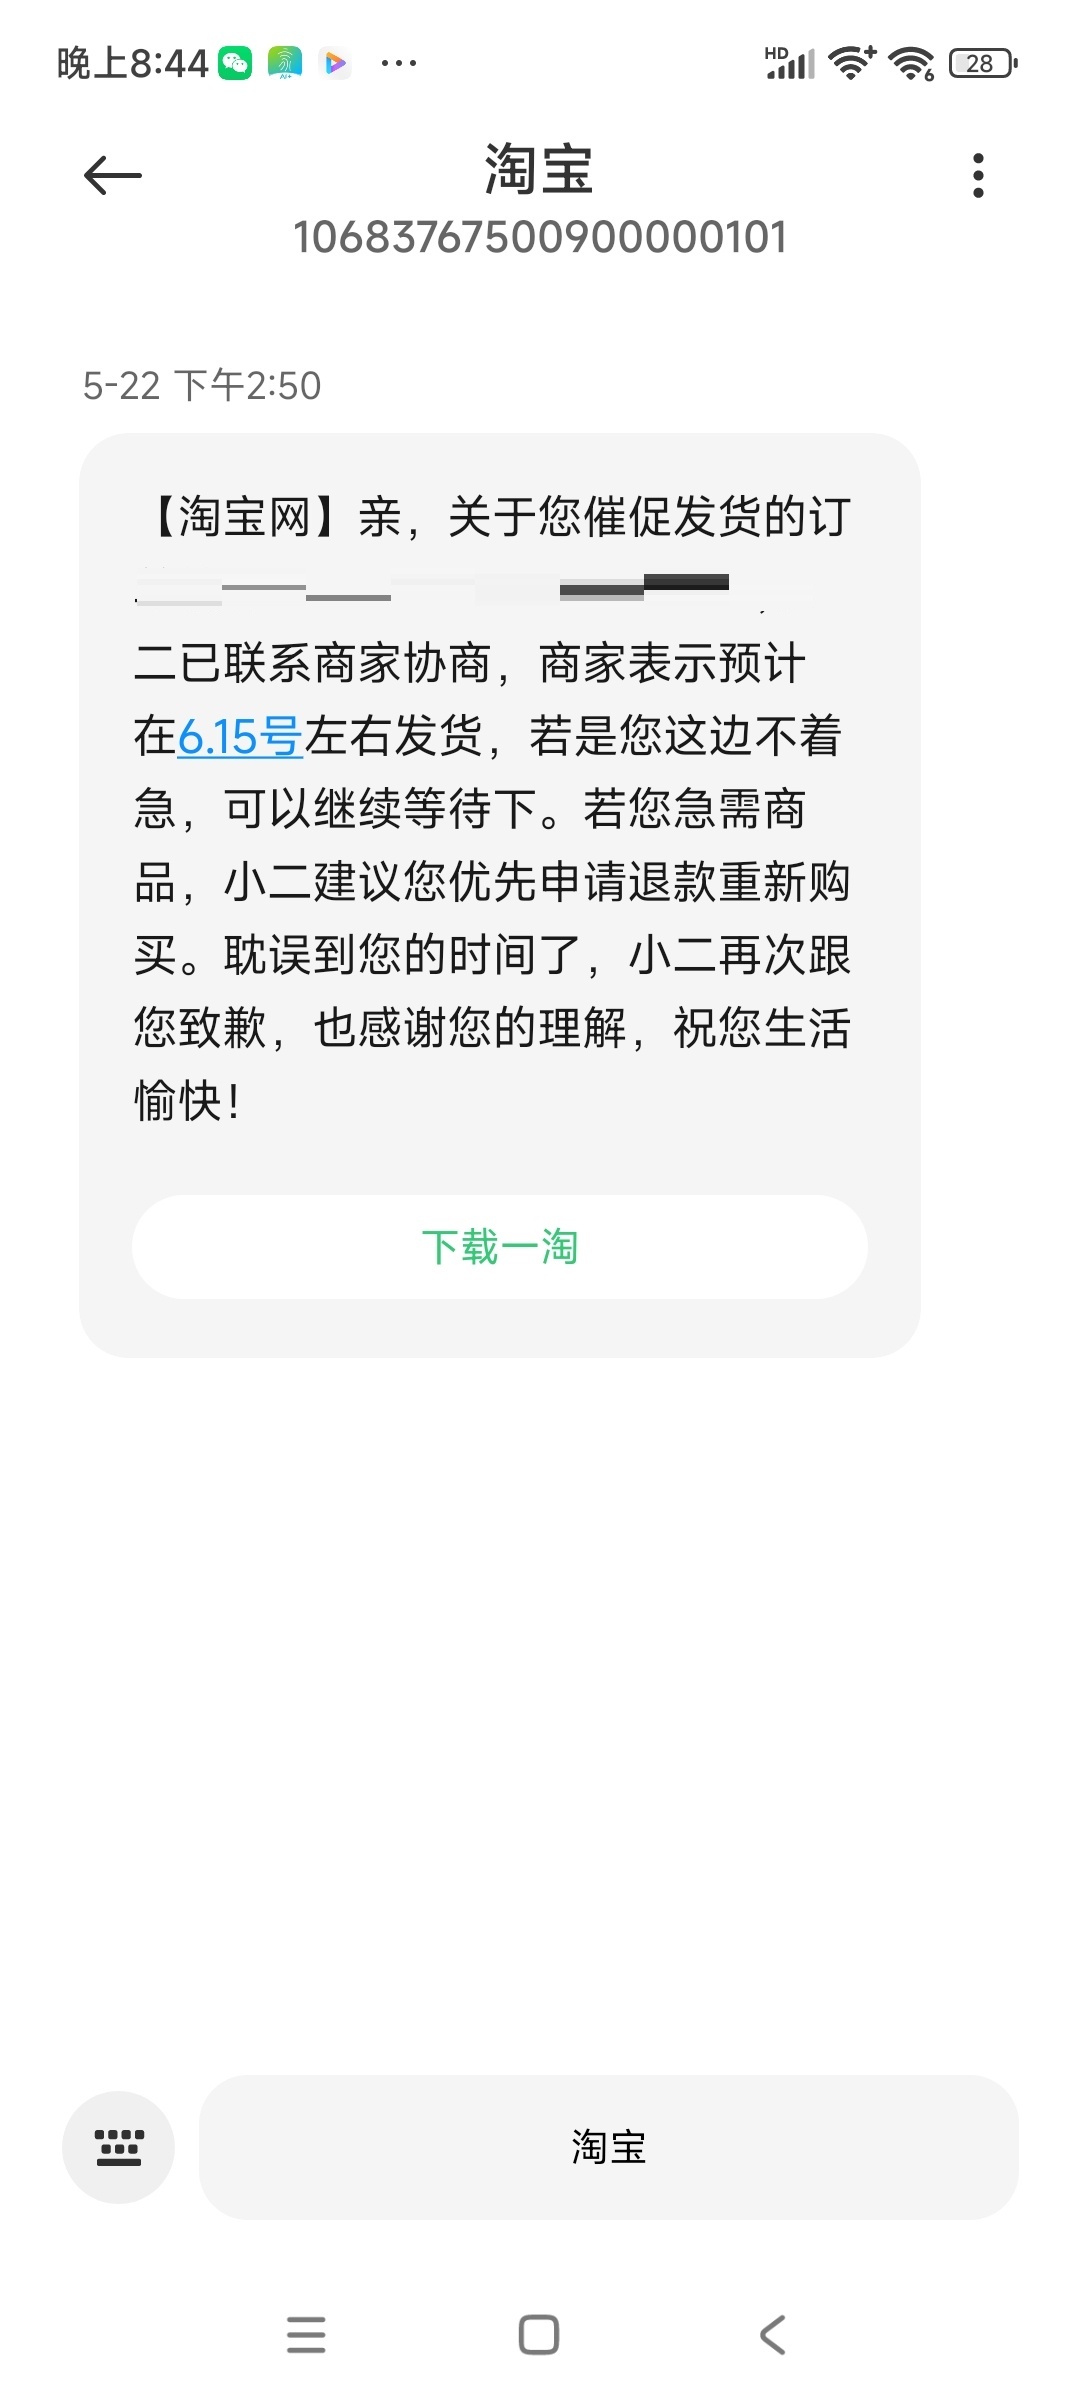 晚上8:44
HD
6
28
淘宝
10683767500900000101
5-22 下午2:50
【淘宝网】亲，关于您催促发货的订
二已联系商家协商，商家表示预计
在6.15号左右发货，若是您这边不着
急，可以继续等待下。若您急需商
品，小二建议您优先申请退款重新购
买。耽误到您的时间了，小二再次跟
您致歉，也感谢您的理解，祝您生活
愉快！
下载一淘
淘宝